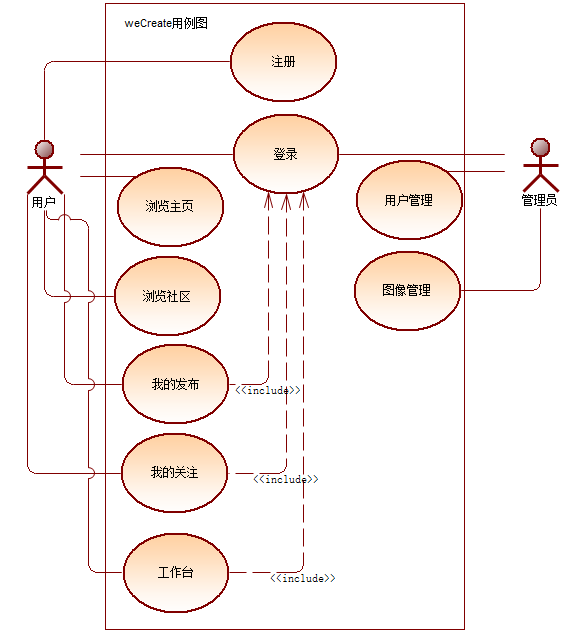 weCreate用例图
注册
登录
用户
浏览主页
用户管理
管理员
浏览社区
图像管理
我的发布
<<include>>
我的关注
<<include>>
工作台
<<include>>